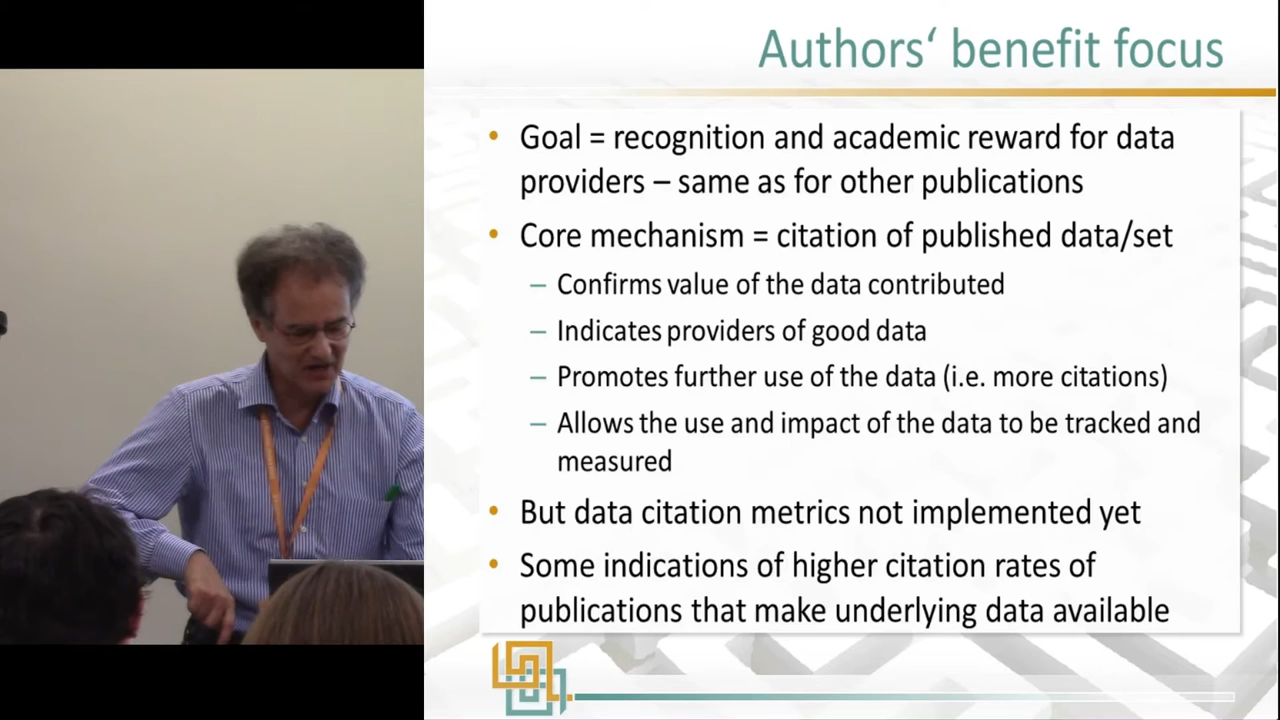 Authors‘ benefit focus
• Goal = recognition and academic reward for data
providers – same as for other publications
• Core mechanism = citation of published data/set
– Confirms value of the data contributed
– Indicates providers of good data
– Promotes further use of the data (i.e. more citations)
– Allows the use and impact of the data to be tracked and
measured
• But data citation metrics not implemented yet
• Some indications of higher citation rates of
publications that make underlying data available